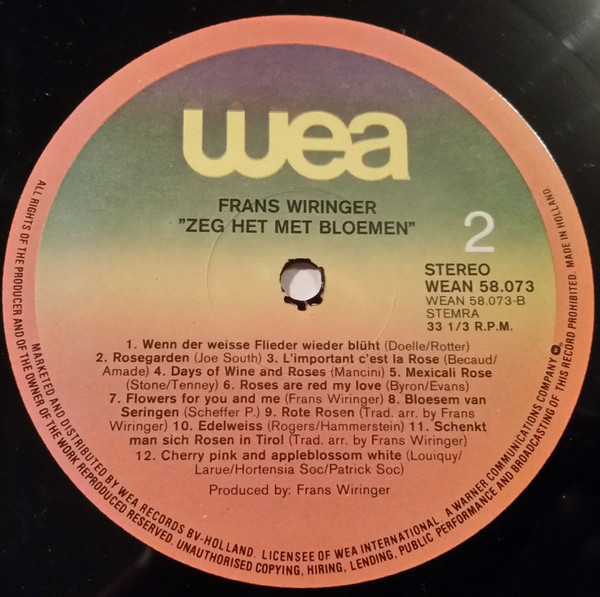 wea
FRANS WIRINGER
"ZEG HET MET BLOEMEN"
2
STEREO
WEAN 58.073
WEAN 58.073-B
STEMRA
33 1/3 R.P.M.
1. Wenn der weisse Flieder wieder blüht (Doelle/Rotter)
2. Rosegarden (Joe South) 3. L'important c'est la Rose (Becaud/
Amade) 4. Days of Wine and Roses (Mancini) 5. Mexicali Rose
(Stone/Tenney) 6. Roses are red my love (Byron/Evans)
7. Flowers for you and me (Frans Wiringer) 8. Bloesem van
Seringen (Scheffer P.) 9. Rote Rosen (Trad. arr. by Frans
Wiringer) 10. Edelweiss (Rogers/Hammerstein) 11. Schenkt
man sich Rosen in Tirol (Trad. arr. by Frans Wiringer)
12. Cherry pink and appleblossom white (Louiquy/
Larue/Hortensia Soc/Patrick Soc)
Produced by: Frans Wiringer
MARKETED AND DISTRIBUTED BY WEA RECORDS BV-HOLLAND. LICENSEE OF WEA INTERNATIONAL. A WARNER COMMUNICATIONS COMPANY
ALL RIGHTS OF THE PRODUCER AND OF THE OWNER OF THE WORK REPRODUCED RESERVED. UNAUTHORISED COPYING, HIRING, LENDING, PUBLIC PERFORMANCE AND BROADCASTING OF THIS RECORD PROHIBITED. MADE IN HOLLAND